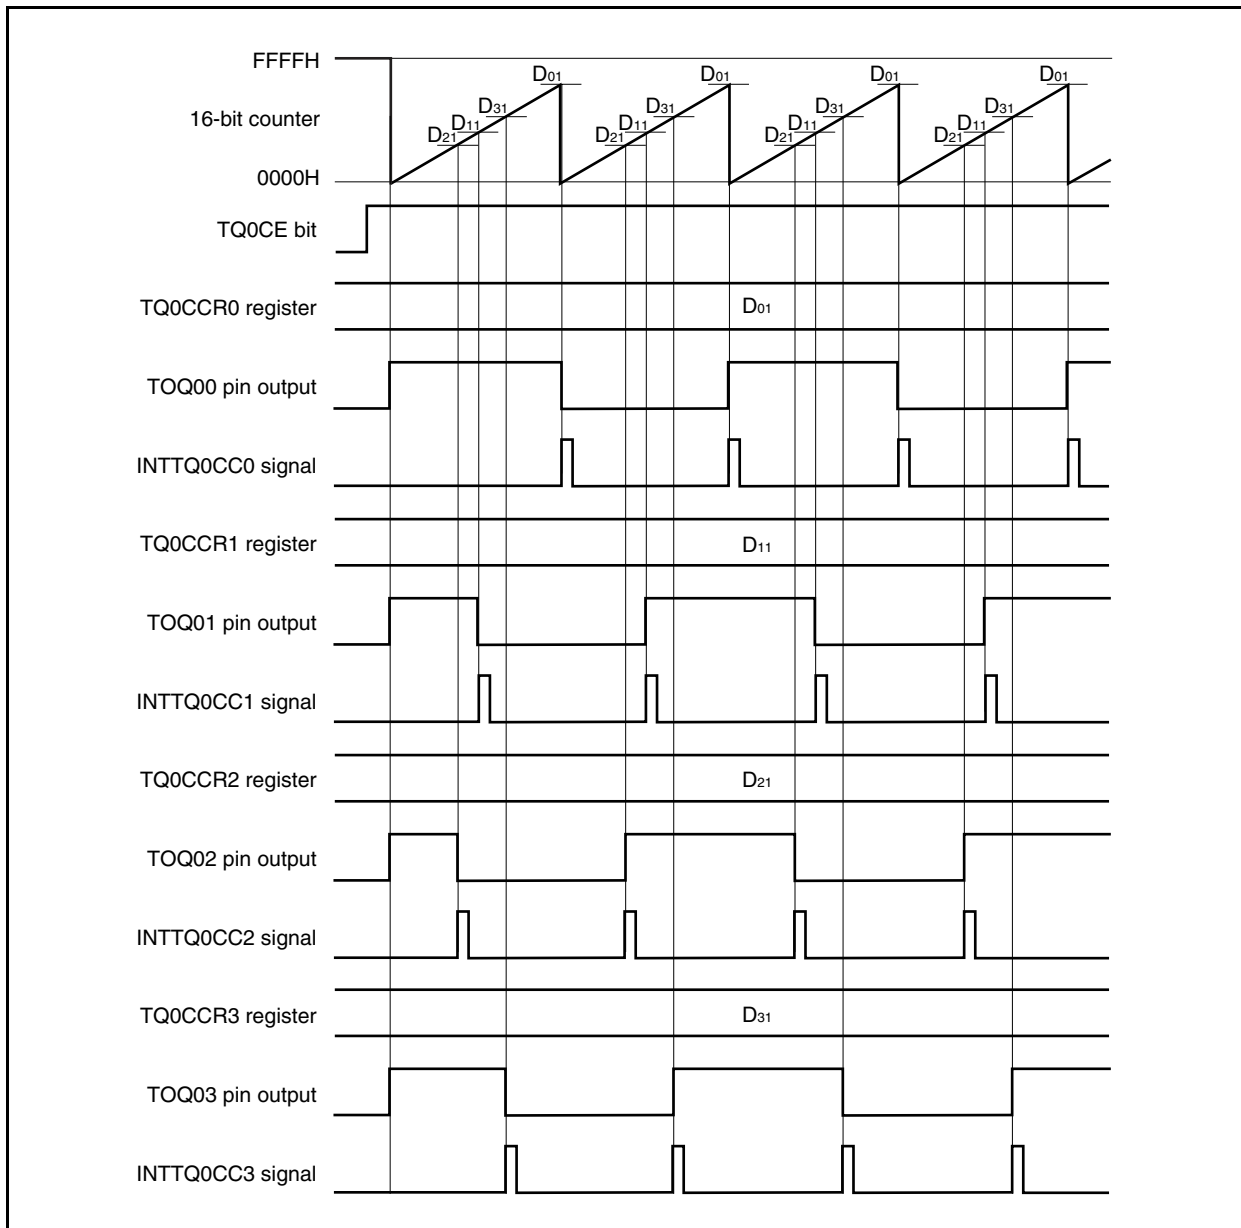 FFFFH
D01 D01 D01 D01
D31 D31 D31 D31
16-bit counter
D11 D11 D11 D11
D21 D21 D21 D21
0000H
TQ0CE bit
TQ0CCR0 register
D01
TOQ00 pin output
INTTQ0CC0 signal
TQ0CCR1 register
D11
TOQ01 pin output
INTTQ0CC1 signal
TQ0CCR2 register
D21
TOQ02 pin output
INTTQ0CC2 signal
TQ0CCR3 register
D31
TOQ03 pin output
INTTQ0CC3 signal